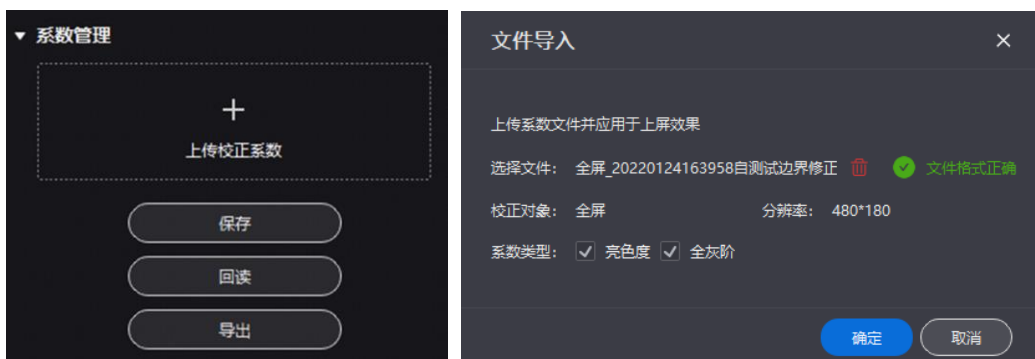 系数管理
上传校正系数
保存
回读
导出
文件导入
上传系数文件并应用于上屏效果
选择文件： 全屏_20220124163958自测试边界修正 文件格式正确
校正对象： 全屏 分辨率： 480*180
系数类型： 亮色度 全灰阶
确定 取消